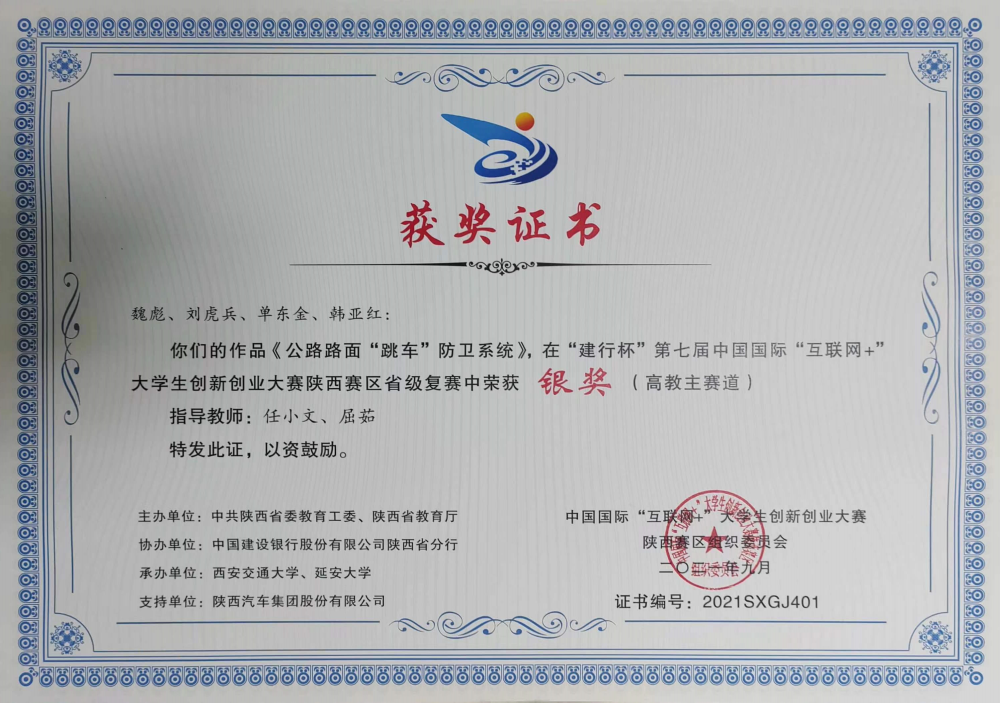 获奖证书
魏彪、刘虎兵、单东金、韩亚红：
你们的作品《公路路面“跳车”防卫系统》，在“建行杯”第七届中国国际“互联网+”
大学生创新创业大赛陕西赛区省级复赛中荣获 银奖 （高教主赛道）
指导教师：任小文、屈茹
特发此证，以资鼓励。
主办单位：中共陕西省委教育工委、陕西省教育厅
协办单位：中国建设银行股份有限公司陕西省分行
承办单位：西安交通大学、延安大学
支持单位：陕西汽车集团股份有限公司
中国国际“互联网+”大学生创新创业大赛
陕西赛区组织委员会
二〇二一年九月
组织委员会
证书编号：2021SXGJ401